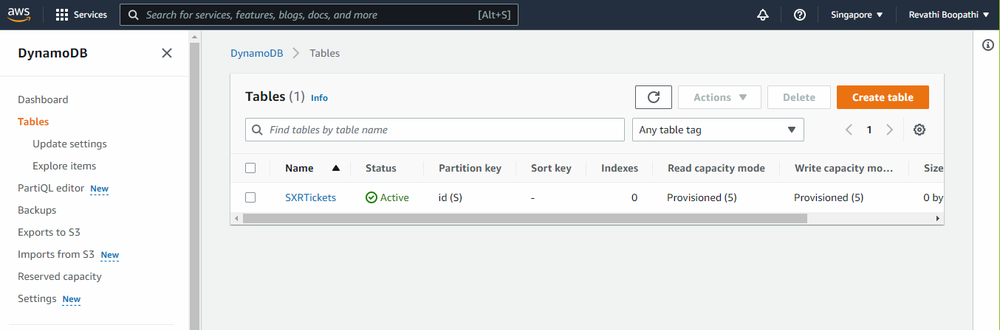 aws Services Search for services, features, blogs, docs, and more [Alt+S] Singapore Revathi Boopathi
DynamoDB
Dashboard
Tables
Update settings
Explore items
PartiQL editor New
Backups
Exports to S3
Imports from S3 New
Reserved capacity
Settings New
DynamoDB Tables
Tables (1) Info Actions Delete Create table
Find tables by table name Any table tag 1
Name Status Partition key Sort key Indexes Read capacity mode Write capacity mo... Size
SXRTickets Active id (S) - 0 Provisioned (5) Provisioned (5) 0 by